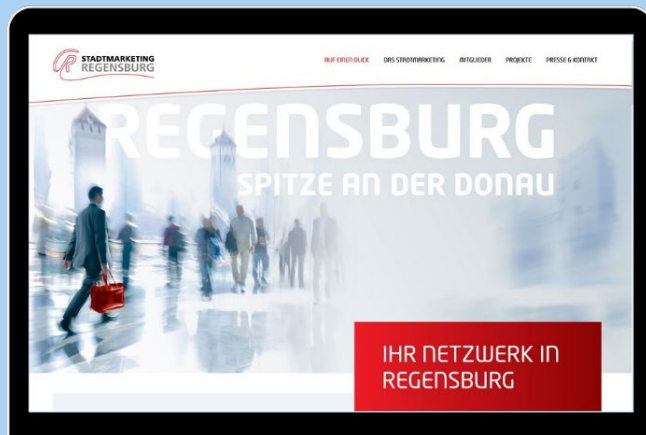 STADTMARKETING
REGENSBURG
AUF EINEN BLICK DAS STADTMARKETING MITGLIEDER PROJEKTE PRESSE & KONTAKT
REGENSBURG
SPITZE AN DER DONAU
IHR NETZWERK IN
REGENSBURG